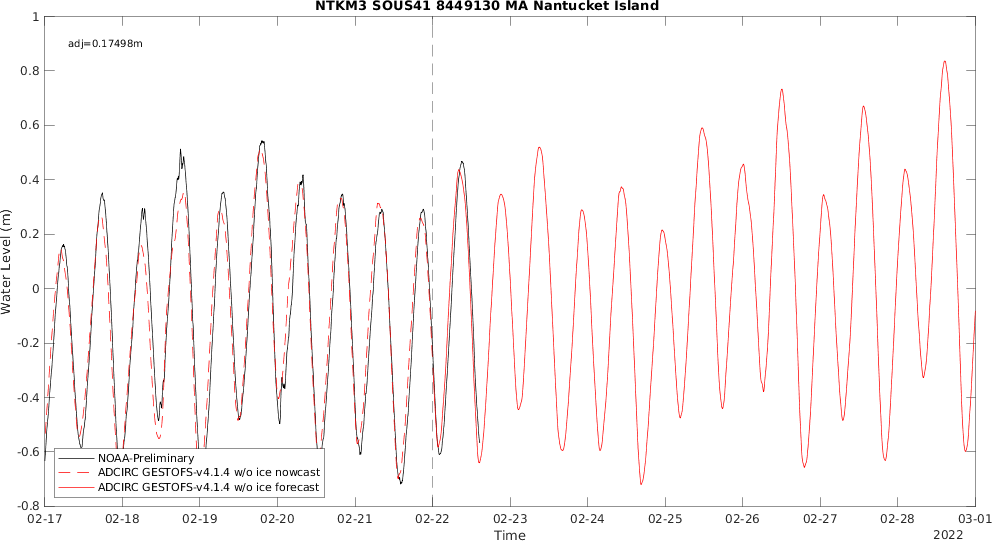 NTKM3 SOUS41 8449130 MA Nantucket Island
adj=0.17498m
1
0.8
0.6
0.4
0.2
0
-0.2
-0.4
-0.6
-0.8
Water Level (m)
NOAA-Preliminary
ADCIRC GESTOFS-v4.1.4 w/o ice nowcast
ADCIRC GESTOFS-v4.1.4 w/o ice forecast
02-17 02-18 02-19 02-20 02-21 02-22 02-23 02-24 02-25 02-26 02-27 02-28 03-01
Time
2022